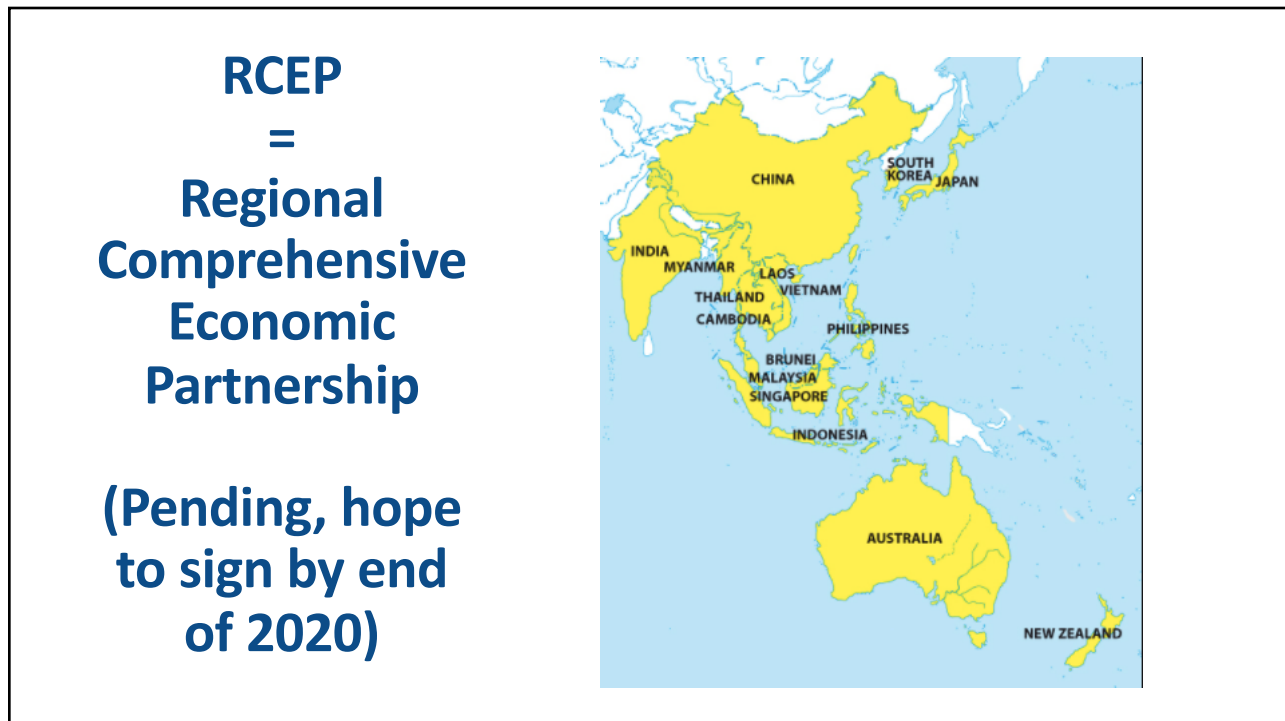 RCEP
=
Regional
Comprehensive
Economic
Partnership
(Pending, hope
to sign by end
of 2020)
CHINA
SOUTH
KOREA
JAPAN
INDIA
MYANMAR
LAOS
VIETNAM
THAILAND
CAMBODIA
PHILIPPINES
BRUNEI
MALAYSIA
SINGAPORE
INDONESIA
AUSTRALIA
NEW ZEALAND